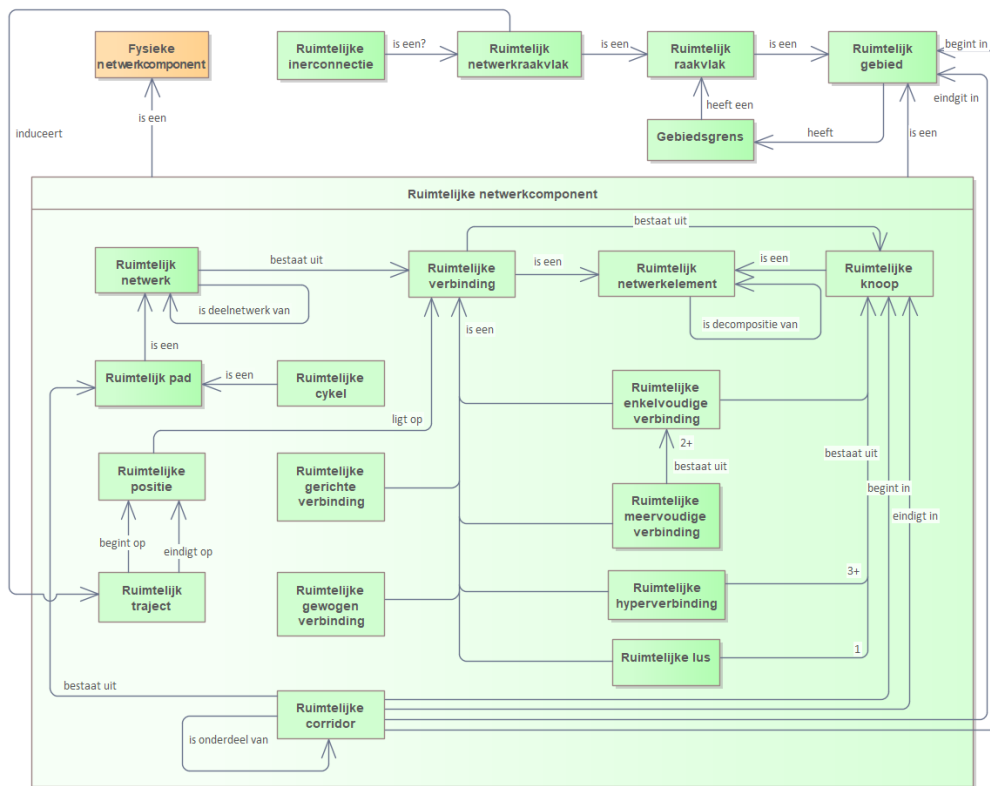 Fysieke
netwerkcomponent
Ruimtelijke
inerconnectie
is een?
Ruimtelijk
netwerkraakvlak
is een
Ruimtelijk
raakvlak
is een
Ruimtelijk
gebied
begint in
eindgit in
heeft een
Gebiedsgrens
heeft
is een
is een
induceert
Ruimtelijke netwerkcomponent
bestaat uit
Ruimtelijk
netwerk
bestaat uit
Ruimtelijke
verbinding
is een
Ruimtelijk
netwerkelement
is een
Ruimtelijke
knoop
is deelnetwerk van
is een
is decompositie van
is een
Ruimtelijk pad
is een
Ruimtelijke
cykel
Ruimtelijke
enkelvoudige
verbinding
ligt op
2+
bestaat uit
bestaat uit
Ruimtelijke
positie
Ruimtelijke
gerichte
verbinding
Ruimtelijke
meervoudige
verbinding
begint in
eindigt in
begint op
eindigt op
Ruimtelijk
traject
Ruimtelijke
gewogen
verbinding
Ruimtelijke
hyperverbinding
3+
Ruimtelijke lus
1
bestaat uit
Ruimtelijke
corridor
is onderdeel van